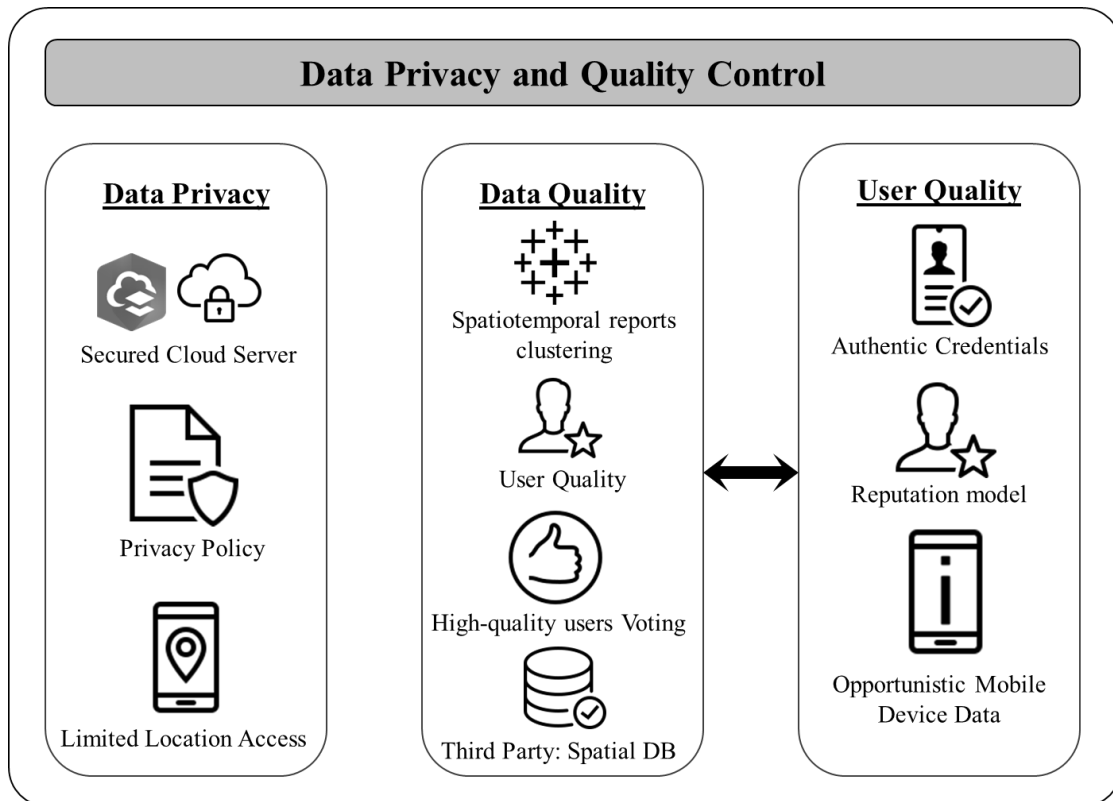 Data Privacy and Quality Control
Data Privacy
Secured Cloud Server
Privacy Policy
Limited Location Access
Data Quality
Spatiotemporal reports
clustering
User Quality
High-quality users Voting
Third Party: Spatial DB
User Quality
Authentic Credentials
Reputation model
Opportunistic Mobile
Device Data